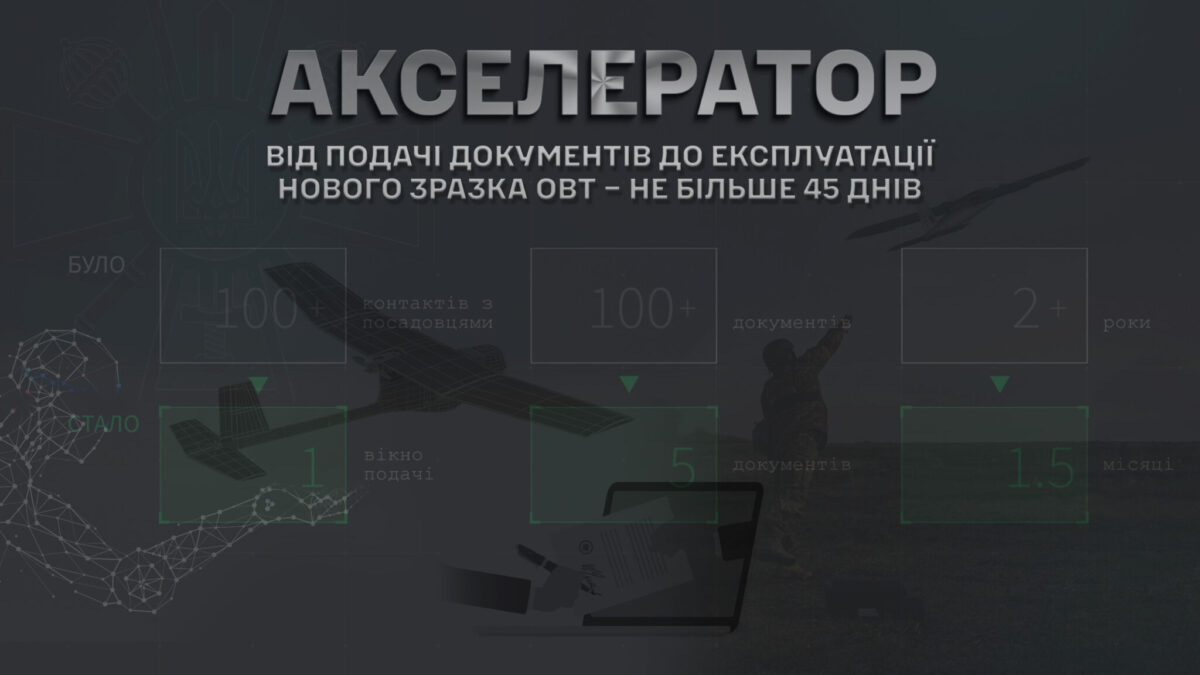 АКСЕЛЕРАТОР
ВІД ПОДАЧІ ДОКУМЕНТІВ ДО ЕКСПЛУАТАЦІЇ
НОВОГО ЗРАЗКА ОВТ – НЕ БІЛЬШЕ 45 ДНІВ
БУЛО
100+
контактів з
посадовцями
100+
документів
2+
роки
СТАЛО
1
вікно
подачі
5
документів
1.5
місяці